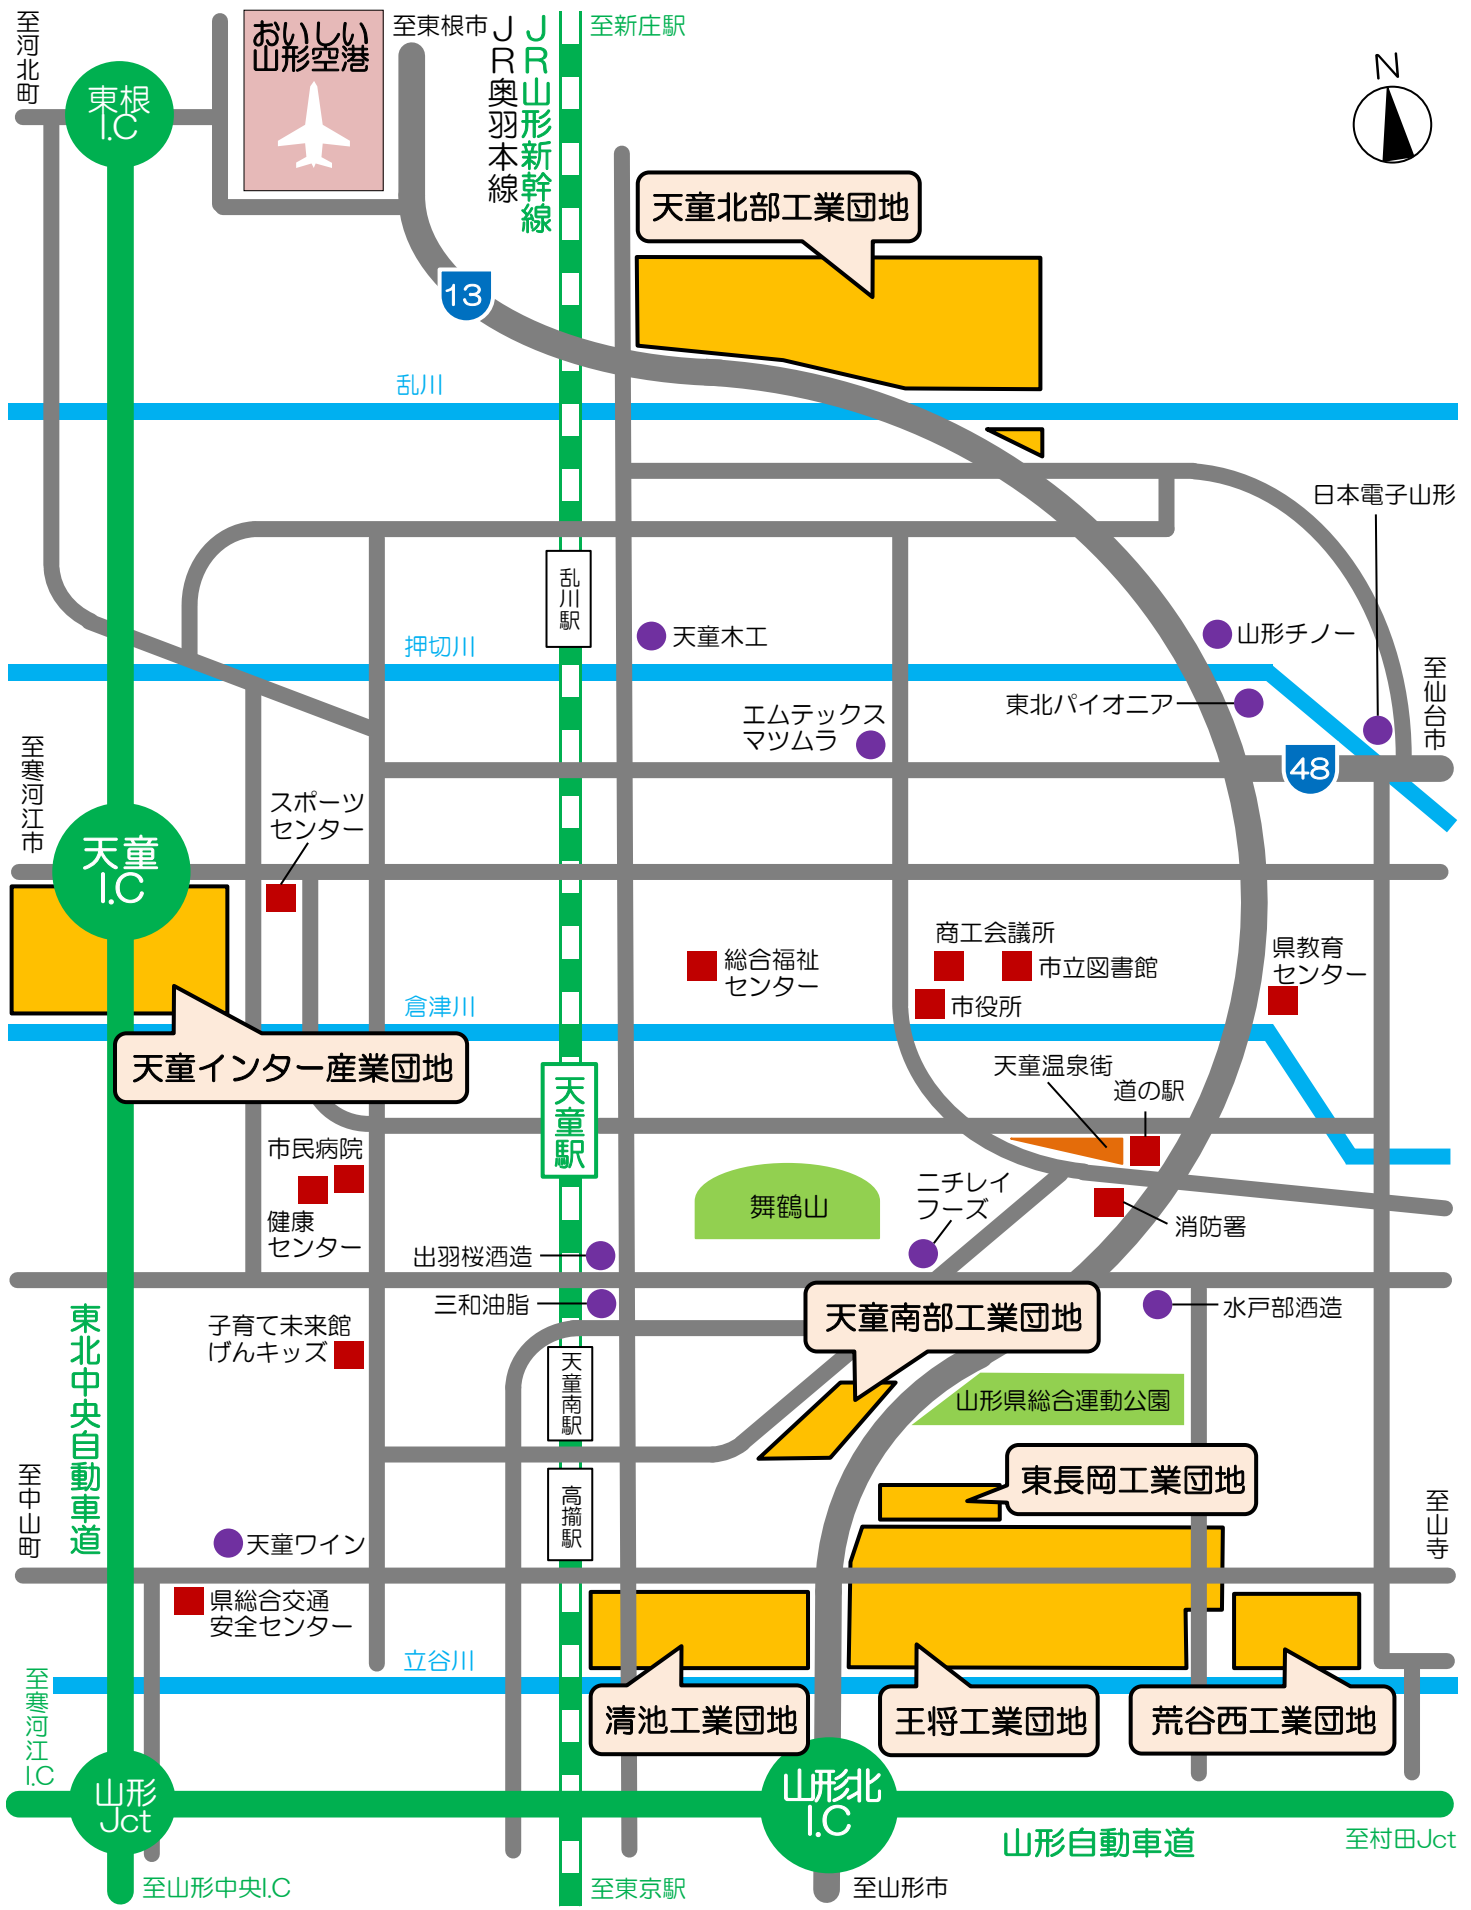 至河北町
おいしい
山形空港
至東根市
JR奥羽本線
JR山形新幹線
至新庄駅
N
東根
I.C
天童北部工業団地
13
乱川
日本電子山形
乱川駅
天童木工
山形チノー
押切川
至仙台市
東北パイオニア
エムテックス
マツムラ
至寒河江市
48
スポーツ
センター
天童
I.C
商工会議所
総合福祉
センター
市立図書館
県教育
センター
市役所
倉津川
天童インター産業団地
天童温泉街
道の駅
天童駅
市民病院
舞鶴山
ニチレイ
フーズ
健康
センター
消防署
出羽桜酒造
三和油脂
天童南部工業団地
水戸部酒造
東北中央自動車道
子育て未来館
げんキッズ
天童南駅
山形県総合運動公園
至中山町
高擶駅
東長岡工業団地
至山寺
天童ワイン
県総合交通
安全センター
立谷川
至寒河江I.C
清池工業団地
王将工業団地
荒谷西工業団地
山形
Jct
山形北
I.C
山形自動車道
至村田Jct
至山形中央I.C
至東京駅
至山形市